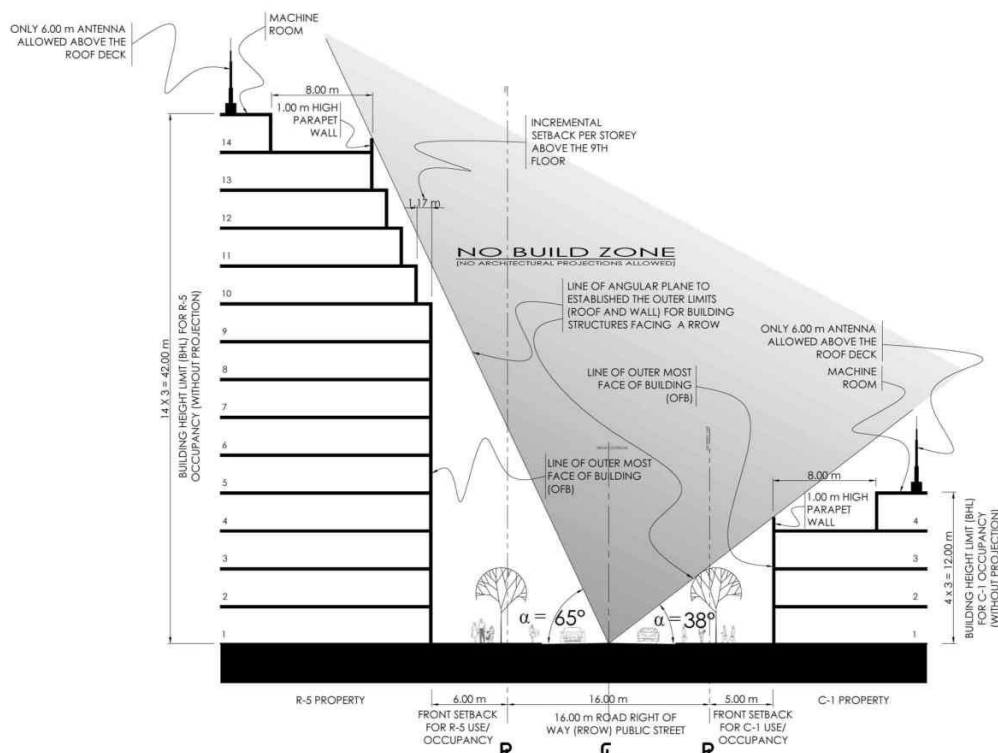 ONLY 6.00 m ANTENNA
ALLOWED ABOVE THE
ROOF DECK
MACHINE
ROOM
8.00 m
1.00 m HIGH
PARAPET
WALL
INCREMENTAL
SETBACK PER STOREY
ABOVE THE 9TH
FLOOR
14
13
12
11
10
9
8
7
6
5
4
3
2
1
1.17 m
NO BUILD ZONE
(NO ARCHITECTURAL PROJECTIONS ALLOWED)
LINE OF ANGULAR PLANE TO
ESTABLISHED THE OUTER LIMITS
(ROOF AND WALL) FOR BUILDING
STRUCTURES FACING A RROW
ONLY 6.00 m ANTENNA
ALLOWED ABOVE THE
ROOF DECK
MACHINE
ROOM
LINE OF OUTER MOST
FACE OF BUILDING
(OFB)
LINE OF OUTER MOST
FACE OF BUILDING
(OFB)
8.00 m
1.00 m HIGH
PARAPET
WALL
4
3
2
1
14 X 3 = 42.00 m
BUILDING HEIGHT LIMIT (BHL) FOR R-5
OCCUPANCY (WITHOUT PROJECTION)
4 X 3 = 12.00 m
BUILDING HEIGHT LIMIT (BHL)
FOR C-1 OCCUPANCY
(WITHOUT PROJECTION)
α = 65°
α = 38°
R-5 PROPERTY
6.00 m
16.00 m
5.00 m
C-1 PROPERTY
FRONT SETBACK
FOR R-5 USE/
OCCUPANCY
16.00 m ROAD RIGHT OF
WAY (RROW) PUBLIC STREET
FRONT SETBACK
FOR C-1 USE/
OCCUPANCY